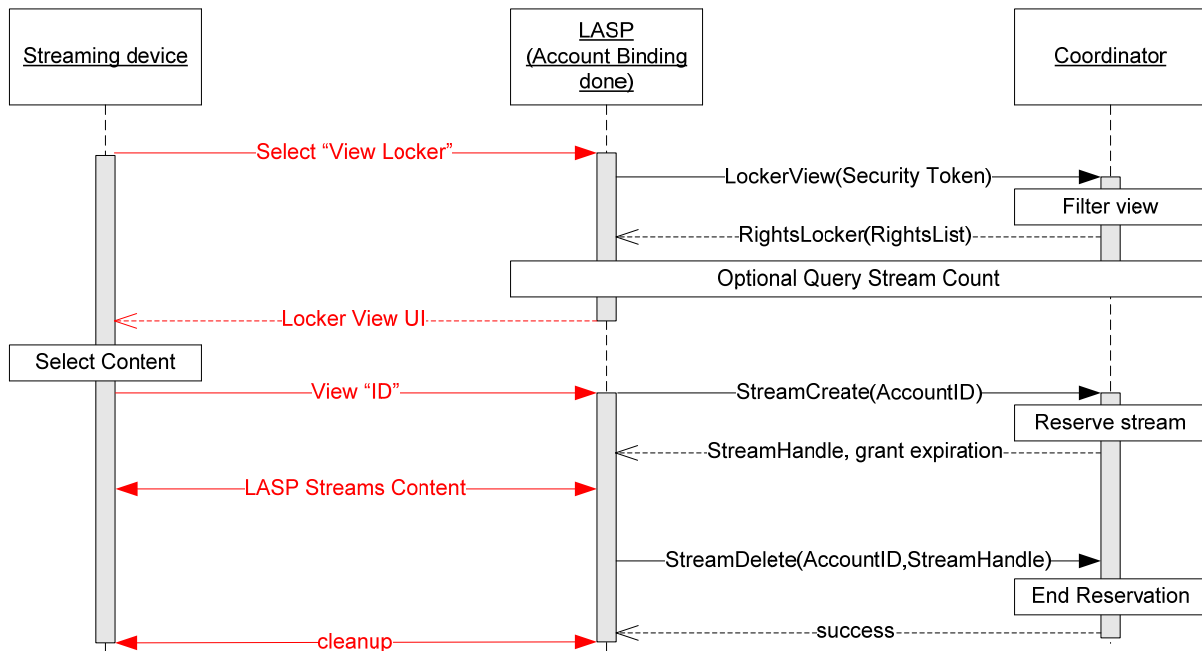 Streaming device
LASP
(Account Binding
done)
Coordinator
Select “View Locker”
LockerView(Security Token)
Filter view
RightsLocker(RightsList)
Optional Query Stream Count
Locker View UI
Select Content
View “ID”
StreamCreate(AccountID)
Reserve stream
StreamHandle, grant expiration
LASP Streams Content
StreamDelete(AccountID,StreamHandle)
End Reservation
success
cleanup